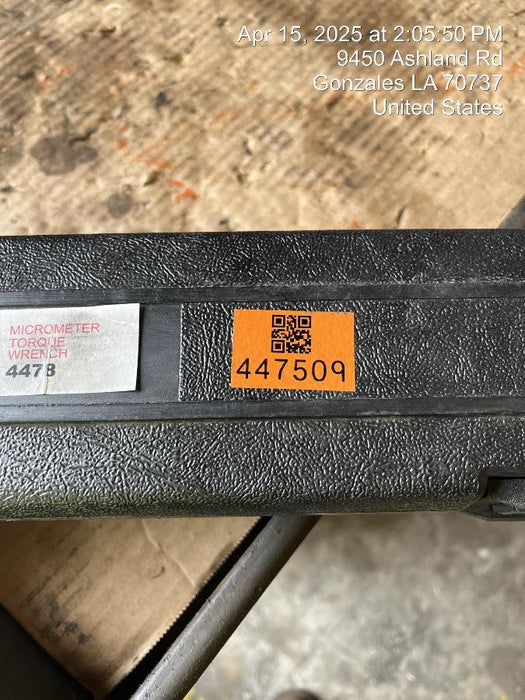 Apr 15, 2025 at 2:05:50 PM
9450 Ashland Rd
Gonzales LA 70737
United States
MICROMETER
TORQUE
WRENCH
447509